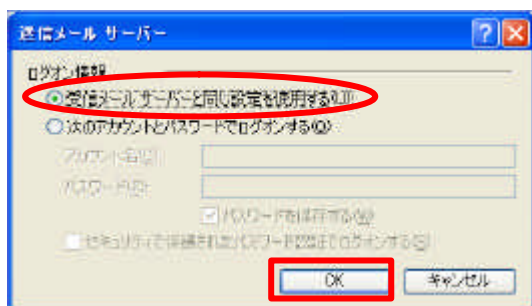 送信メール サーバー
ログオン情報
受信メール サーバーと同じ設定を使用する(U)
次のアカウントとパスワードでログオンする(O)
アカウント名(C):
パスワード(P):
パスワードを保存する(W)
セキュリティで保護されたパスワード認証でログオンする(S)
OK
キャンセル